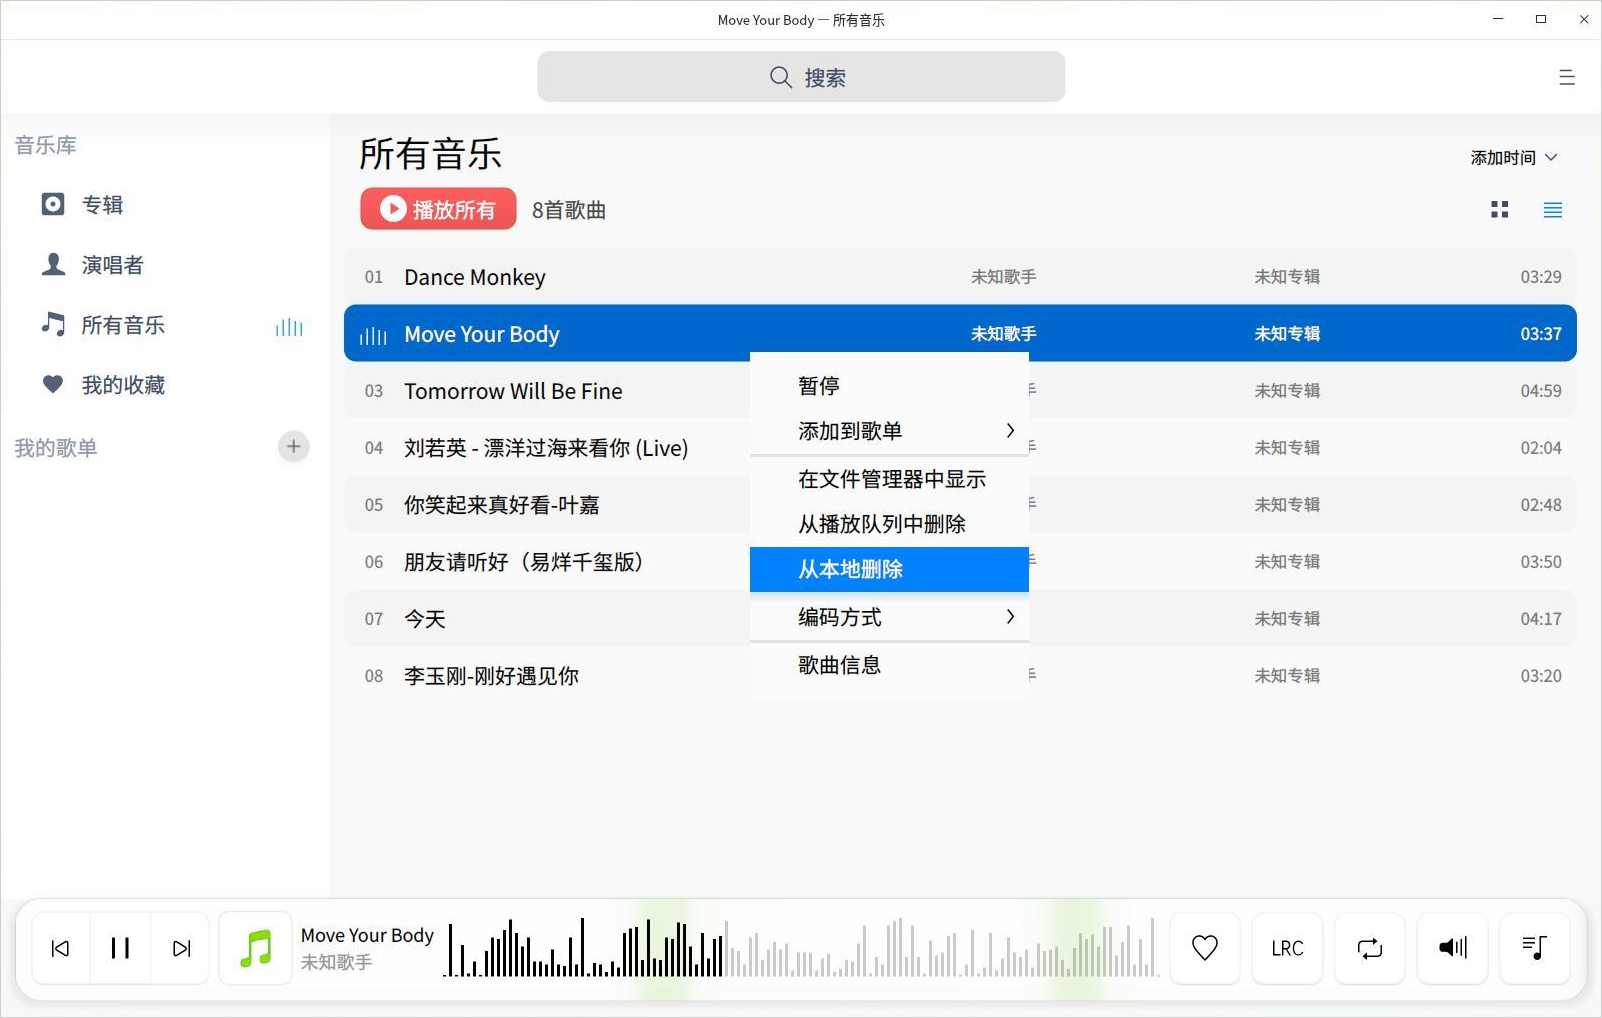 Move Your Body — 所有音乐
搜索
音乐库
专辑
演唱者
所有音乐
我的收藏
我的歌单
所有音乐
添加时间
播放所有 8首歌曲
01 Dance Monkey 未知歌手 未知专辑 03:29
Move Your Body 未知歌手 未知专辑 03:37
03 Tomorrow Will Be Fine 手 未知专辑 04:59
04 刘若英 - 漂洋过海来看你 (Live) 手 未知专辑 02:04
05 你笑起来真好看-叶嘉 手 未知专辑 02:48
06 朋友请听好（易烊千玺版） 手 未知专辑 03:50
07 今天 未知专辑 04:17
08 李玉刚-刚好遇见你 手 未知专辑 03:20
暂停
添加到歌单
在文件管理器中显示
从播放队列中删除
从本地删除
编码方式
歌曲信息
Move Your Body
未知歌手
LRC